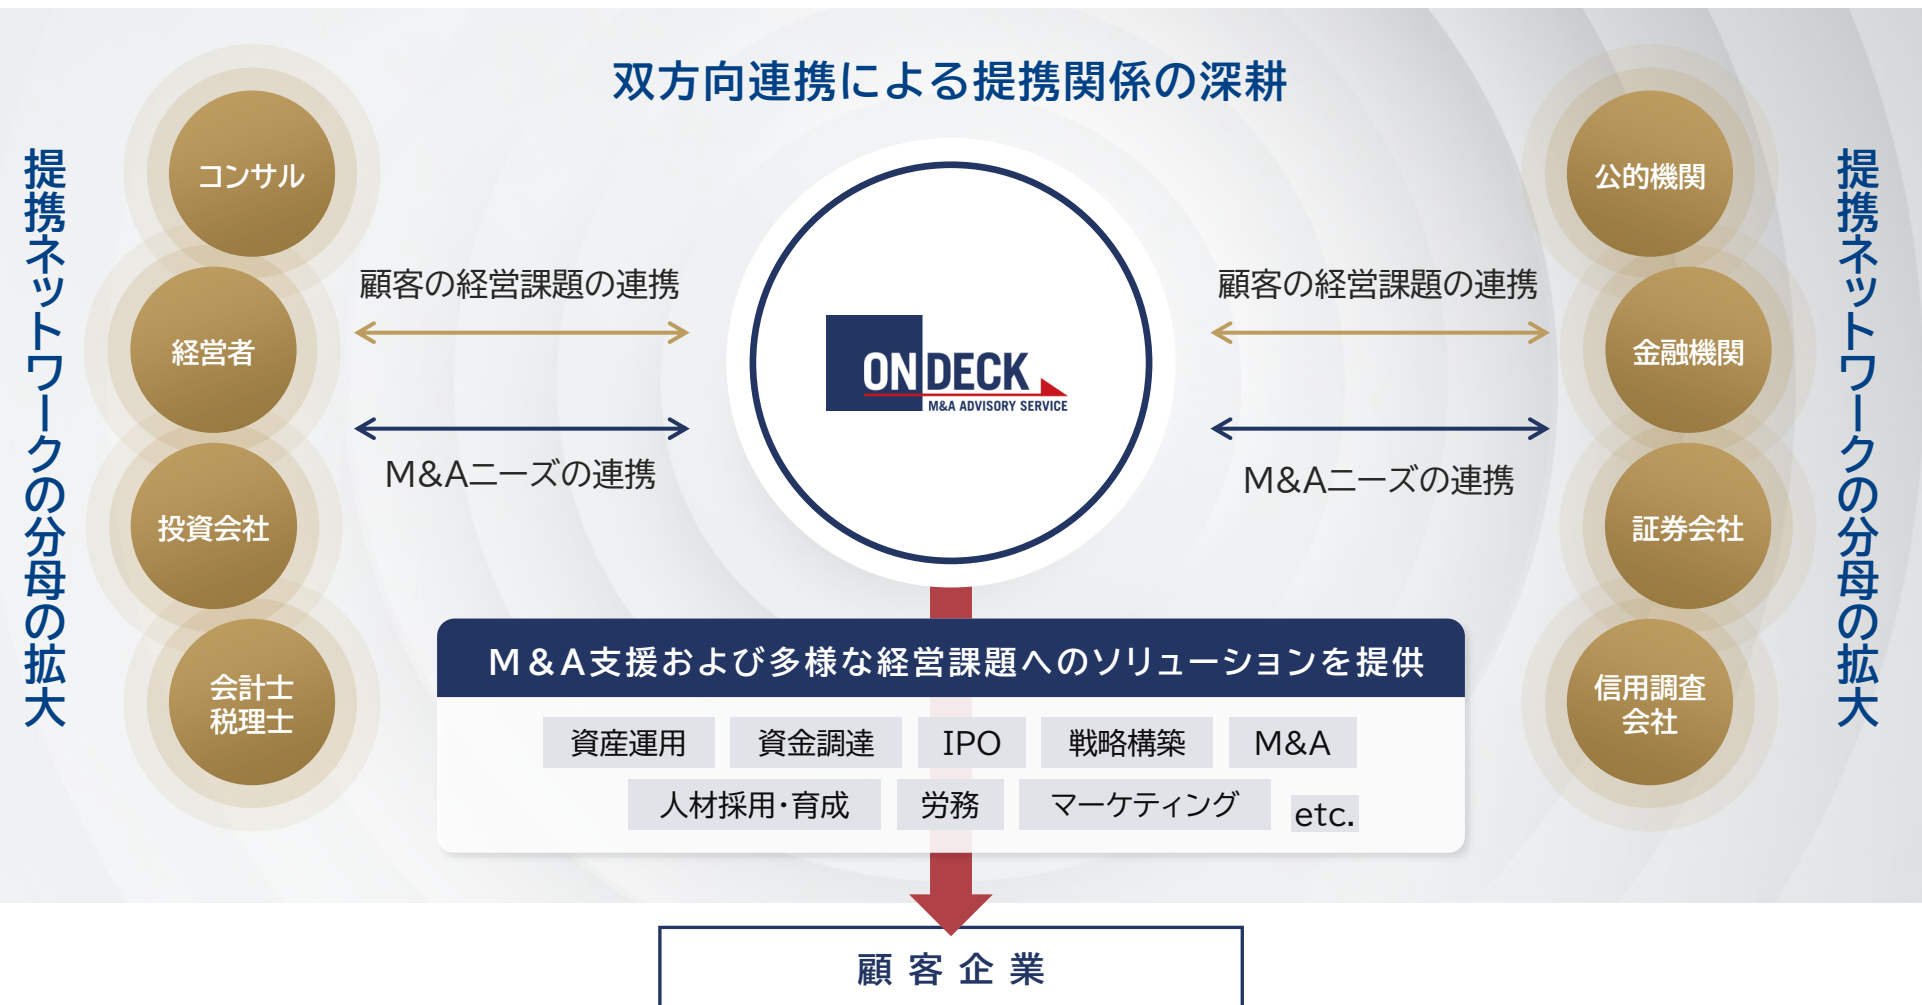 双方向連携による提携関係の深耕
提携ネットワークの分母の拡大
コンサル
経営者
投資会社
会計士
税理士
顧客の経営課題の連携
M&Aニーズの連携
ON DECK
M&A ADVISORY SERVICE
顧客の経営課題の連携
M&Aニーズの連携
公的機関
金融機関
証券会社
信用調査
会社
提携ネットワークの分母の拡大
M&A支援および多様な経営課題へのソリューションを提供
資産運用 資金調達 IPO 戦略構築 M&A
人材採用・育成 労務 マーケティング etc.
顧客企業